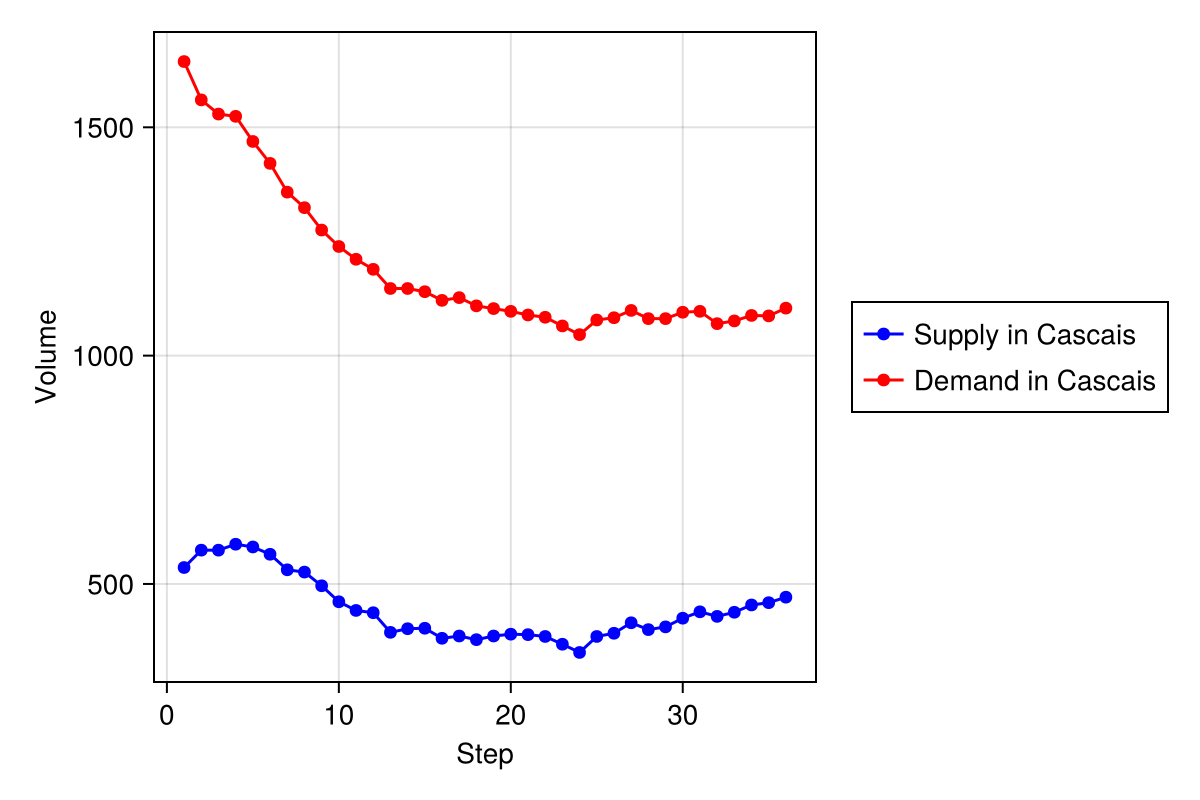 1500
1000
500
Volume
0 10 20 30
Step
Supply in Cascais
Demand in Cascais